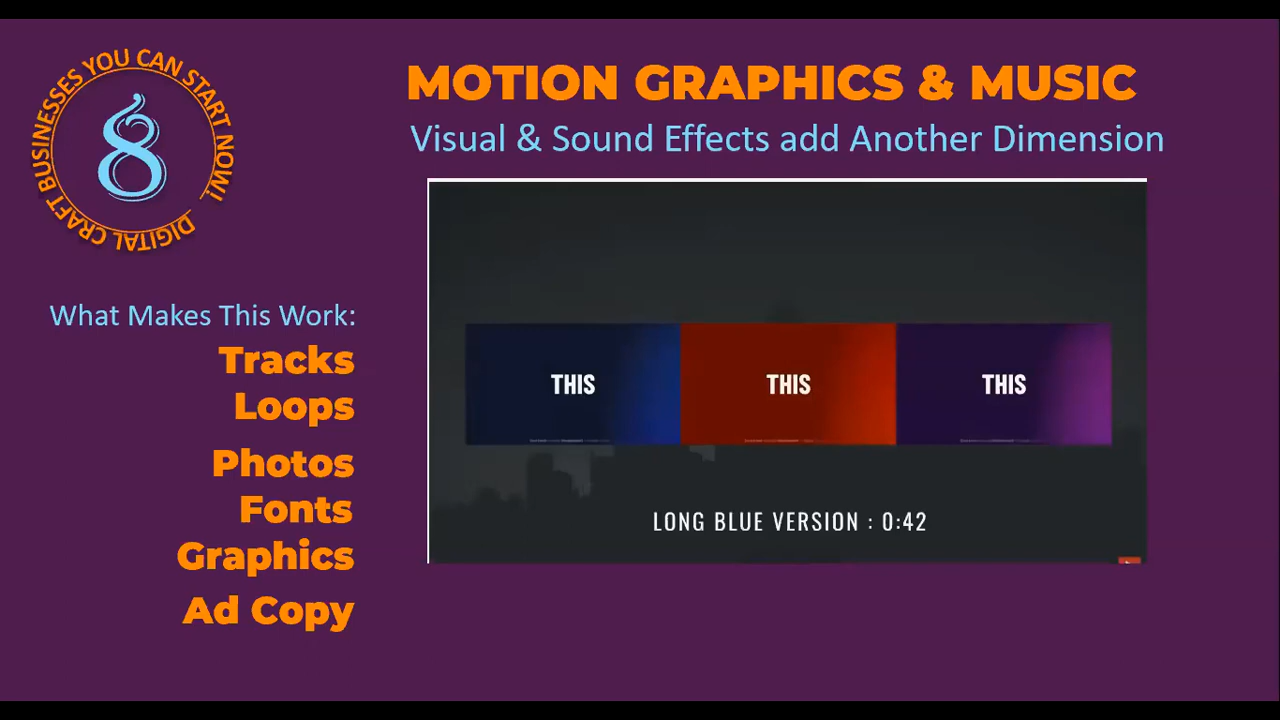 8 DIGITAL CRAFT BUSINESSES YOU CAN START NOW!
MOTION GRAPHICS & MUSIC
Visual & Sound Effects add Another Dimension
What Makes This Work:
Tracks
Loops
Photos
Fonts
Graphics
Ad Copy
THIS THIS THIS
LONG BLUE VERSION : 0:42